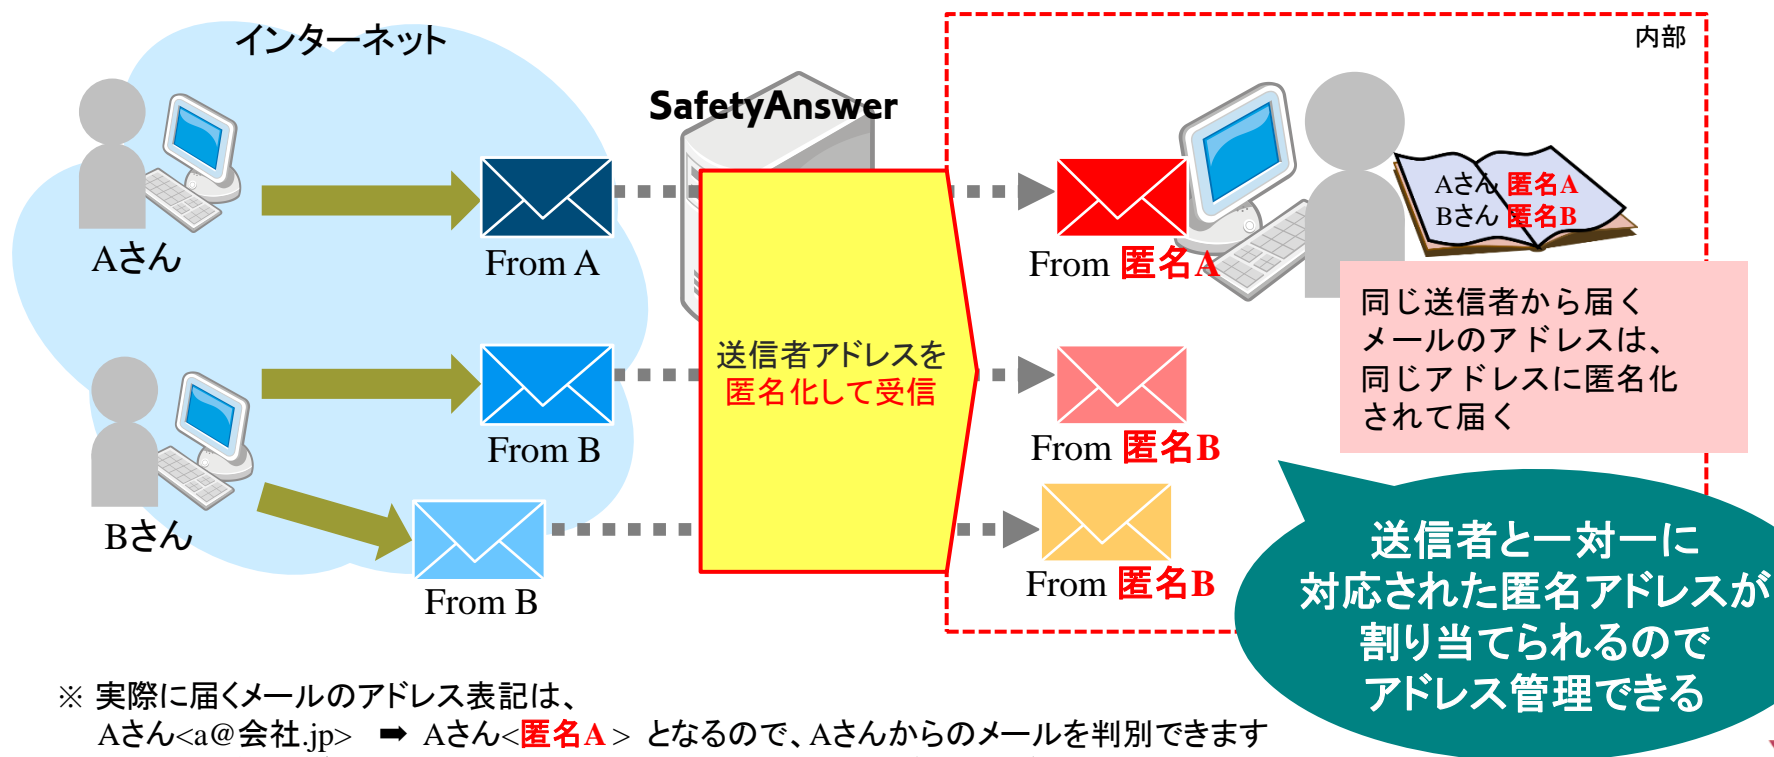 インターネット
内部
SafetyAnswer
Aさん 匿名A
Bさん 匿名B
Aさん
From A
From 匿名A
送信者アドレスを
匿名化して受信
同じ送信者から届く
メールのアドレスは、
同じアドレスに匿名化
されて届く
From B
From 匿名B
Bさん
From B
From 匿名B
送信者と一対一に
対応された匿名アドレスが
割り当てられるので
アドレス管理できる
※ 実際に届くメールのアドレス表記は、
Aさん<a@会社.jp> ➡ Aさん<匿名A> となるので、Aさんからのメールを判別できます